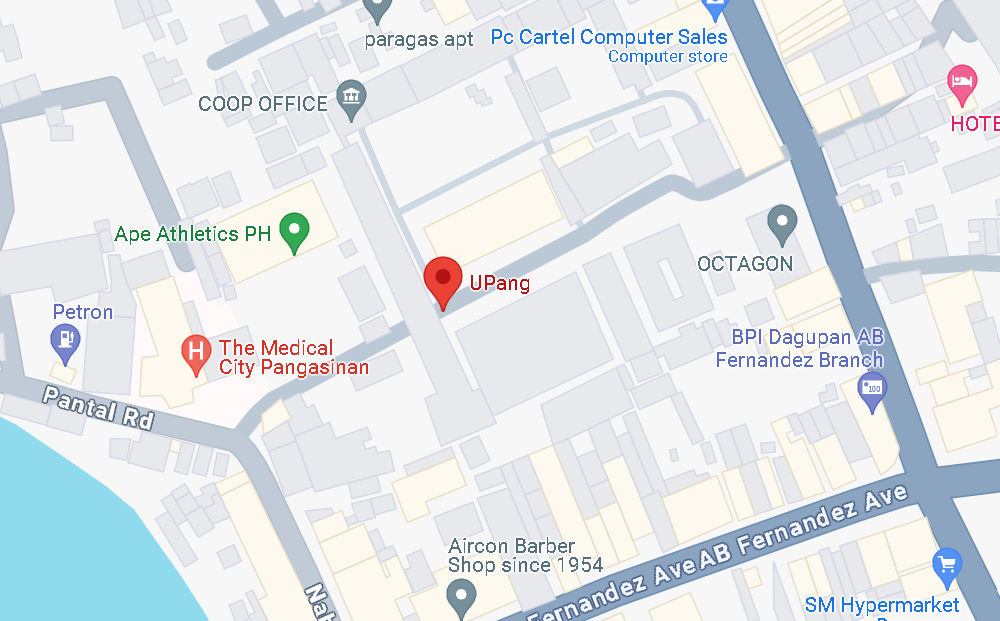 paragas apt
Pc Cartel Computer Sales
Computer store
COOP OFFICE
HOTE
Ape Athletics PH
OCTAGON
UPang
Petron
The Medical
City Pangasinan
BPI Dagupan AB
Fernandez Branch
100
Pantal Rd
AB Fernandez Ave
Fernandez Ave
Aircon Barber
Shop since 1954
Nab
SM Hypermarket